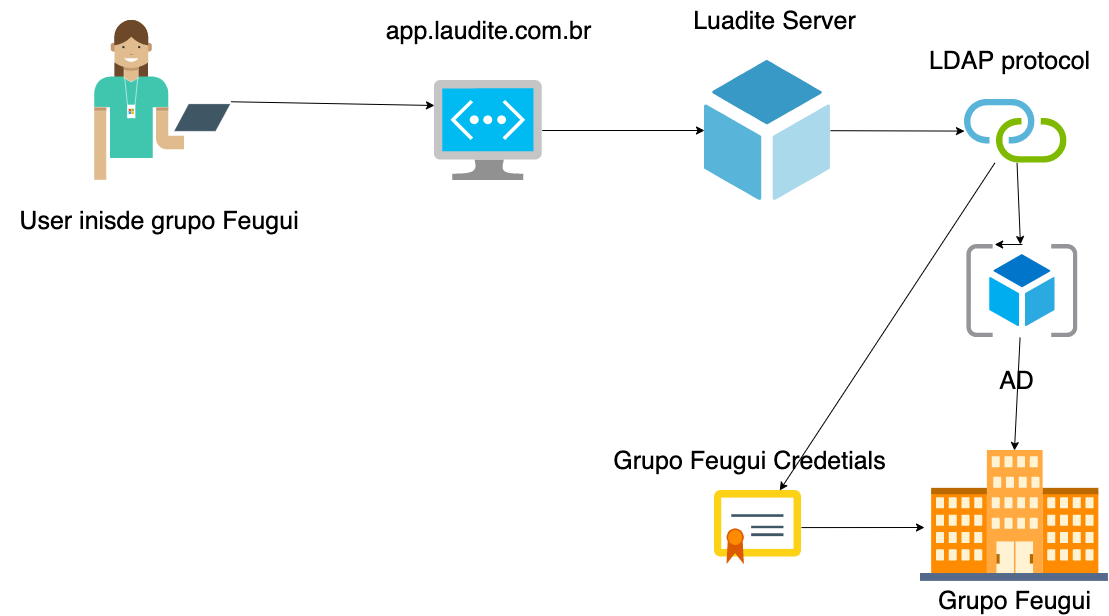 Luadite Server
app.laudite.com.br
LDAP protocol
User inisde grupo Feugui
AD
Grupo Feugui Credetials
Grupo Feugui